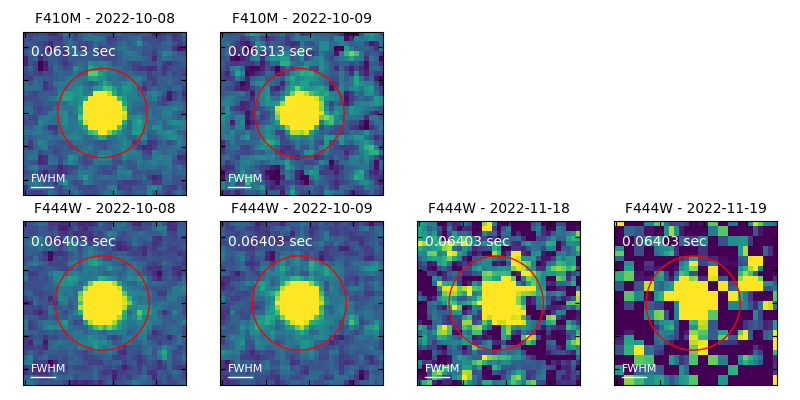 F410M - 2022-10-08
F410M - 2022-10-09
0.06313 sec
0.06313 sec
FWHM
FWHM
F444W - 2022-10-08
F444W - 2022-10-09
F444W - 2022-11-18
F444W - 2022-11-19
0.06403 sec
0.06403 sec
0.06403 sec
0.06403 sec
FWHM
FWHM
FWHM
FWHM